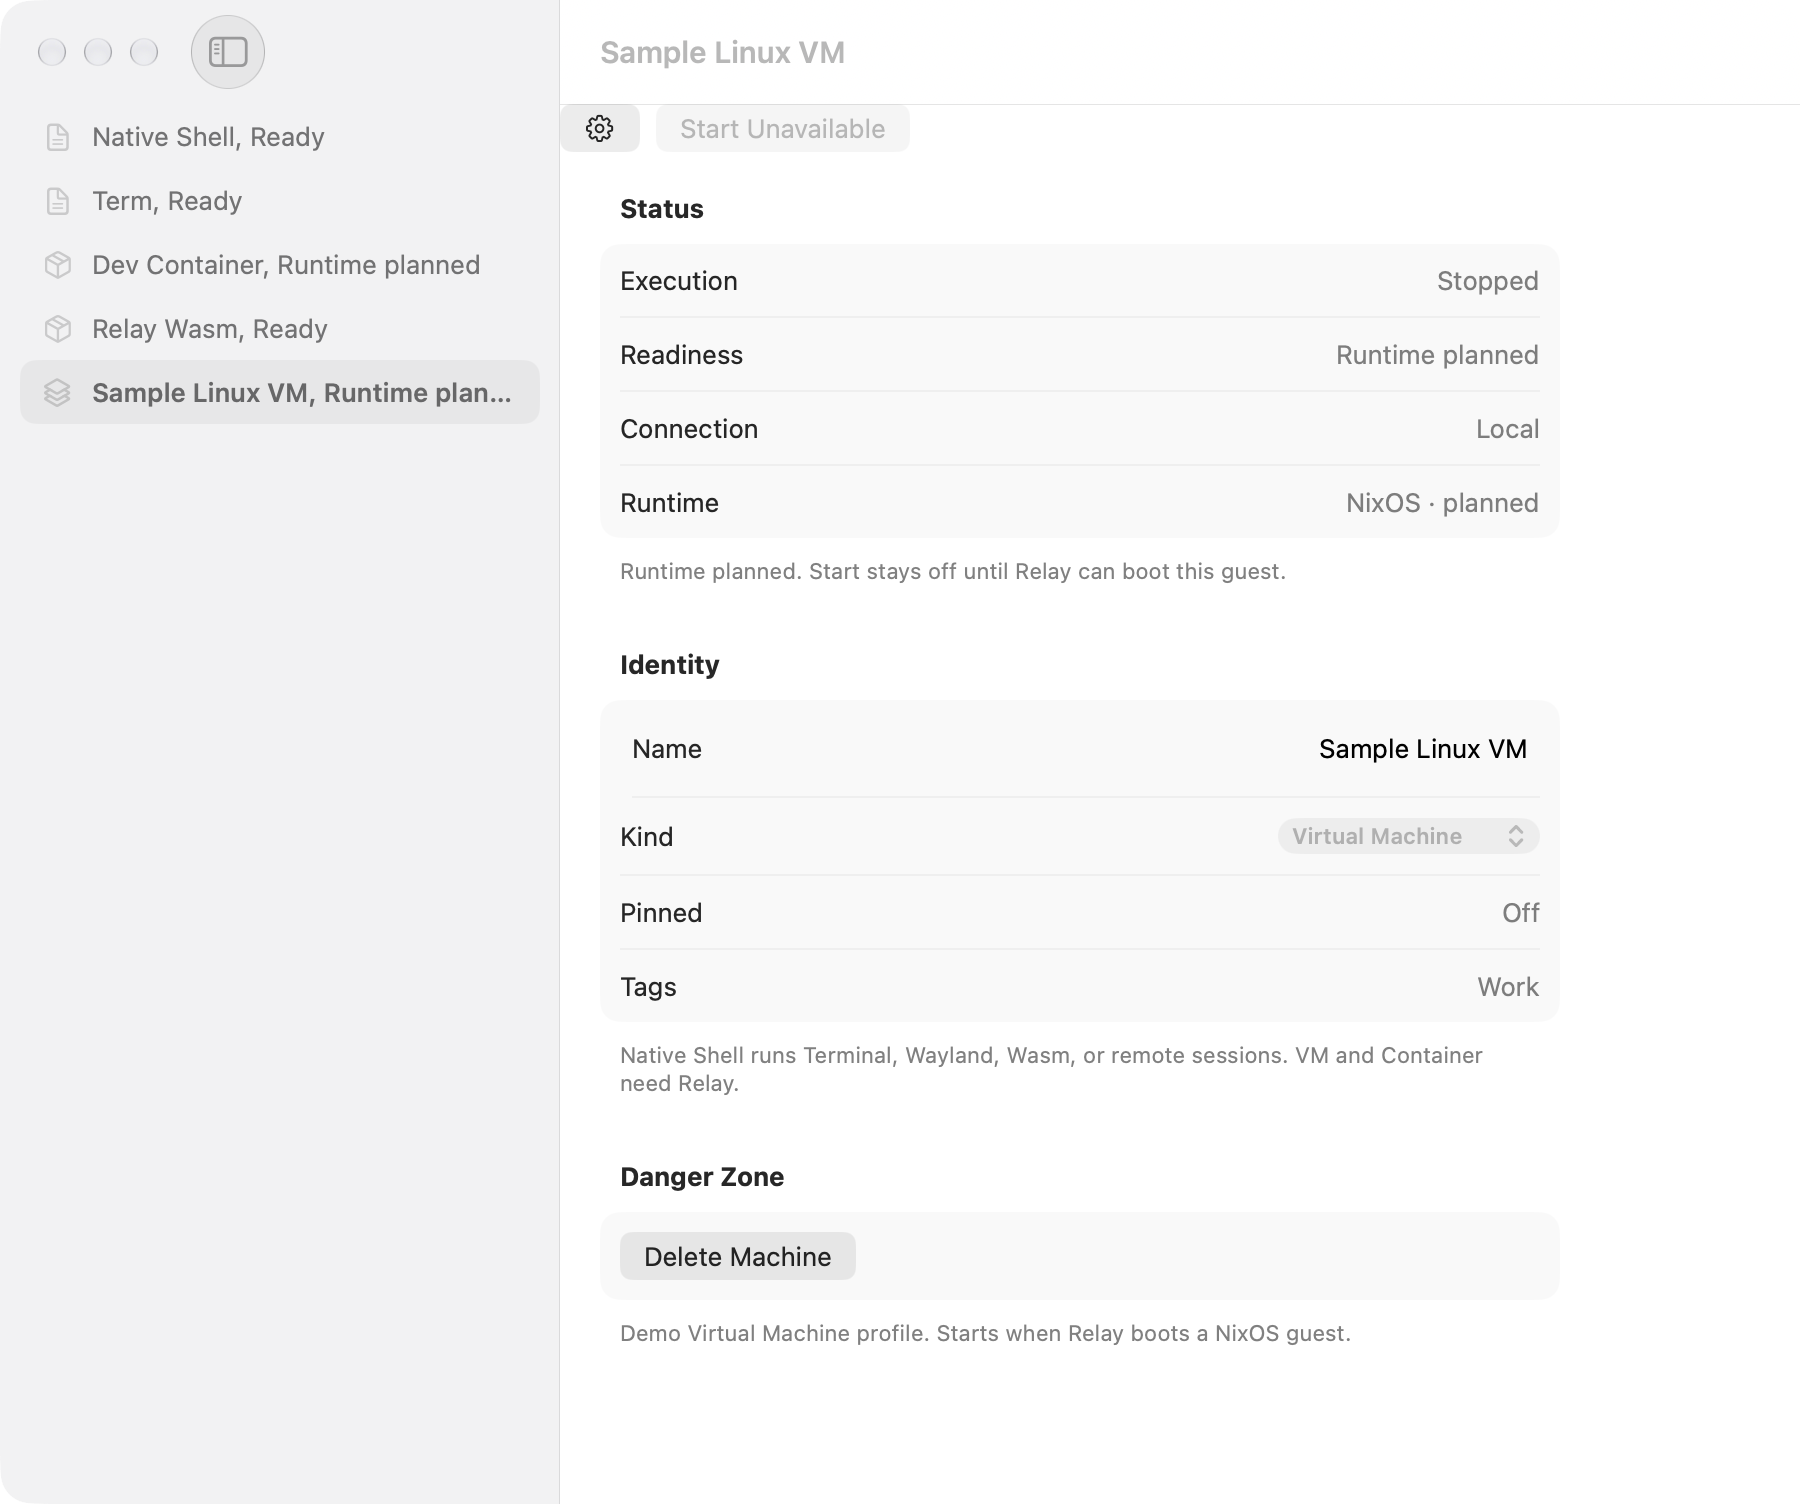 Sample Linux VM
Native Shell, Ready
Term, Ready
Dev Container, Runtime planned
Relay Wasm, Ready
Sample Linux VM, Runtime plan...
Start Unavailable
Status
Execution Stopped
Readiness Runtime planned
Connection Local
Runtime NixOS · planned
Runtime planned. Start stays off until Relay can boot this guest.
Identity
Name Sample Linux VM
Kind Virtual Machine
Pinned Off
Tags Work
Native Shell runs Terminal, Wayland, Wasm, or remote sessions. VM and Container
need Relay.
Danger Zone
Delete Machine
Demo Virtual Machine profile. Starts when Relay boots a NixOS guest.